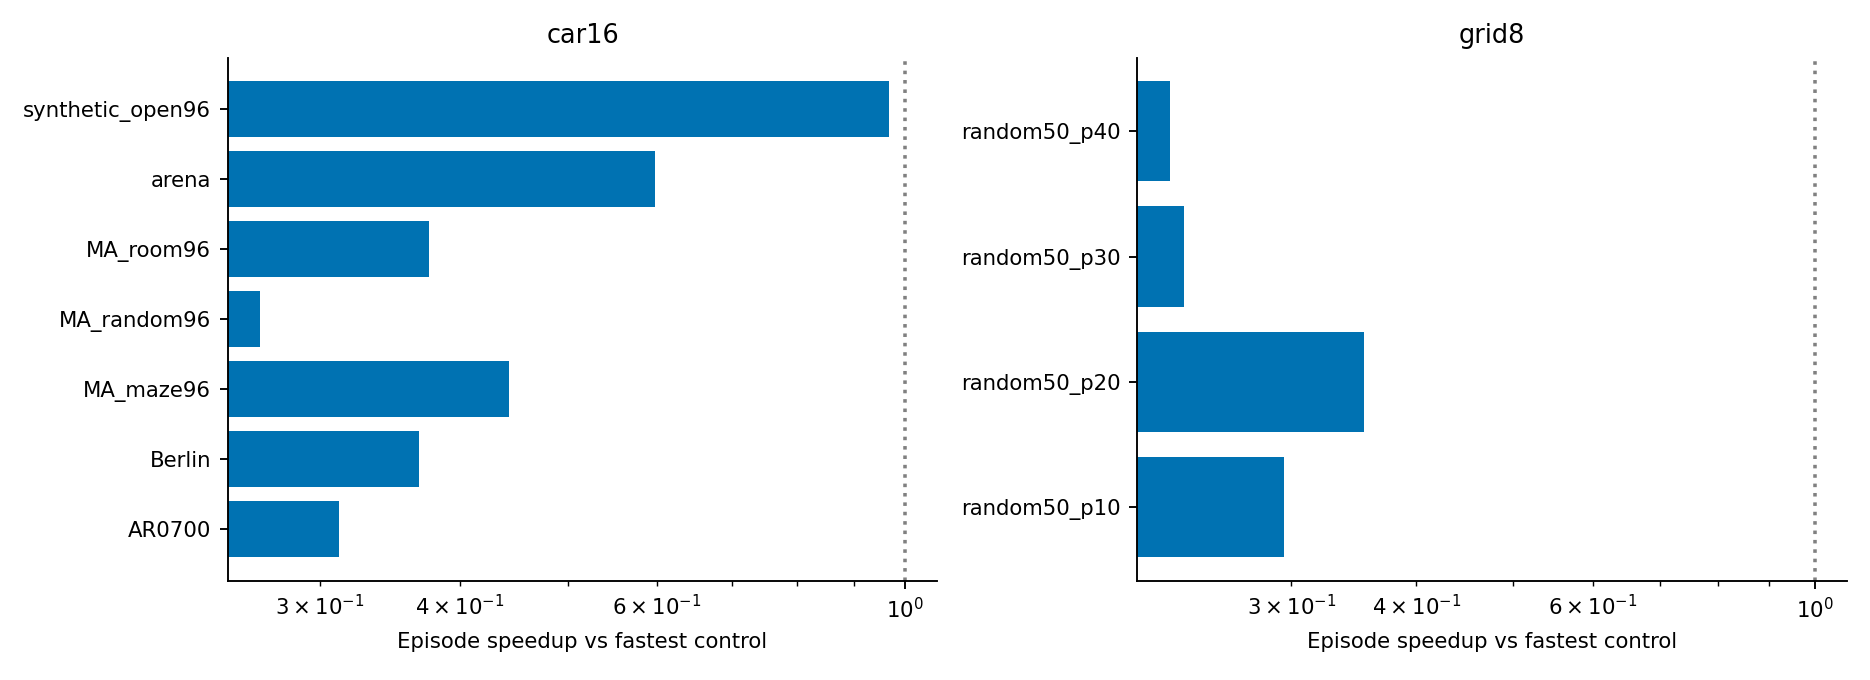 car16
synthetic_open96
arena
MA_room96
MA_random96
MA_maze96
Berlin
AR0700
3 × 10⁻¹ 4 × 10⁻¹ 6 × 10⁻¹ 10⁰
Episode speedup vs fastest control
grid8
random50_p40
random50_p30
random50_p20
random50_p10
3 × 10⁻¹ 4 × 10⁻¹ 6 × 10⁻¹ 10⁰
Episode speedup vs fastest control